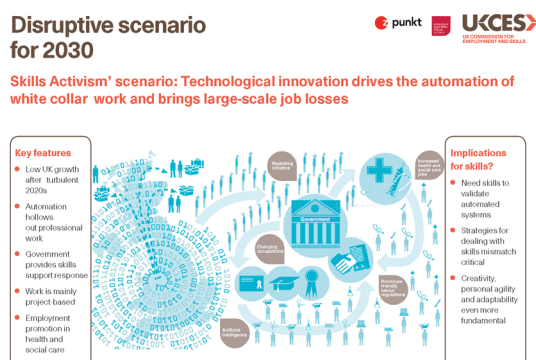 Disruptive scenario
for 2030
Z punkt
UKCES
UK COMMISSION FOR
EMPLOYMENT AND SKILLS
Skills Activism’ scenario: Technological innovation drives the automation of
white collar work and brings large-scale job losses
Key features
• Low UK growth
after turbulent
2020s
• Automation
hollows
out professional
work
• Government
provides skills
support response
• Work is mainly
project-based
• Employment
promotion in
health and
social care
Reskilling
initiative
Increased
health and
social care
jobs
Government
Changing
occupations
Employee
friendly
labour
regulations
Artificial
intelligence
Implications
for skills?
• Need skills to
validate
automated
systems
• Strategies for
dealing with
skills mismatch
critical
• Creativity,
personal agility
and adaptability
even more
fundamental